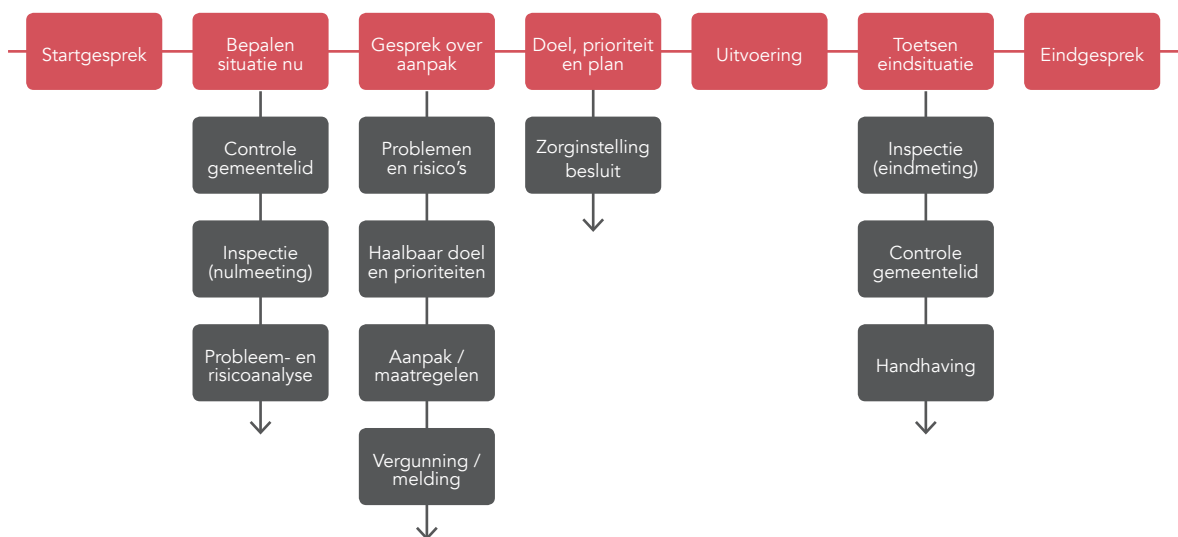 Startgesprek
Bepalen
situatie nu
Gesprek over
aanpak
Doel, prioriteit
en plan
Uitvoering
Toetsen
eindsituatie
Eindgesprek
Controle
gemeentelid
Inspectie
(nulmeeting)
Probleem- en
risicoanalyse
Problemen
en risico’s
Haalbaar doel
en prioriteiten
Aanpak /
maatregelen
Vergunning /
melding
Zorginstelling
besluit
Inspectie
(eindmeting)
Controle
gemeentelid
Handhaving